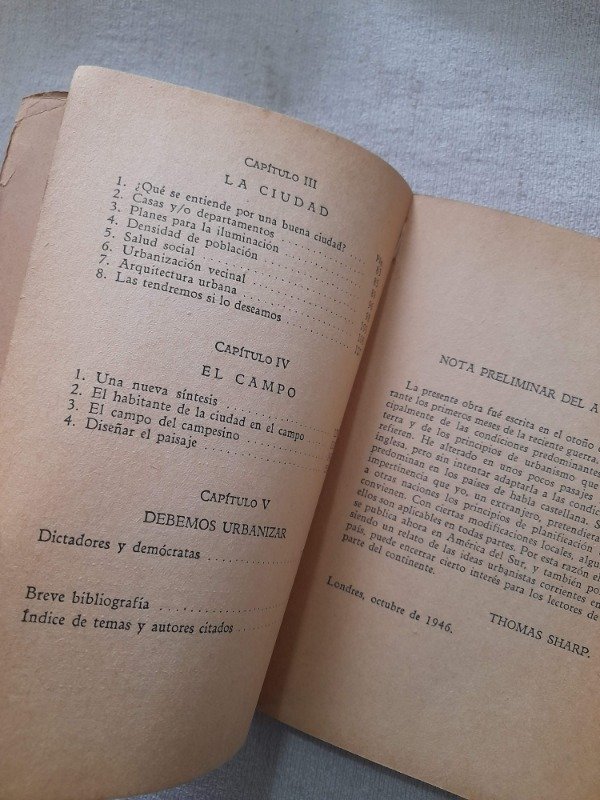 CAPÍTULO III
LA CIUDAD
1. ¿Qué se entiende por una buena ciudad?
2. Casas y/o departamentos
3. Planes para la iluminación
4. Densidad de población
5. Salud social
6. Urbanización vecinal
7. Arquitectura urbana
8. Las tendremos si lo deseamos
CAPÍTULO IV
EL CAMPO
1. Una nueva síntesis
2. El habitante de la ciudad en el campo
3. El campo del campesino
4. Diseñar el paisaje
CAPÍTULO V
DEBEMOS URBANIZAR
Dictadores y demócratas
Breve bibliografía
Índice de temas y autores citados
NOTA PRELIMINAR DEL A
La presente obra fué escrita en el otoño
rante los primeros meses de la reciente guerra,
cipalmente de las condiciones predominantes
terra y de los principios de urbanismo que
refieren. He alterado en unos pocos pasajes
inglesa, pero sin intentar adaptarla a las condic
predominan en los países de habla castellana. S
impertinencia que yo, un extranjero, pretendiera
a otras naciones los principios de planificación
convienen. Con ciertas modificaciones locales, algu
ellos son aplicables en todas partes. Por esta razón el
se publica ahora en América del Sur, y también po
siendo un relato de las ideas urbanistas corrientes en
país, puede encerrar cierto interés para los lectores de
parte del continente.
THOMAS SHARP.
Londres, octubre de 1946.